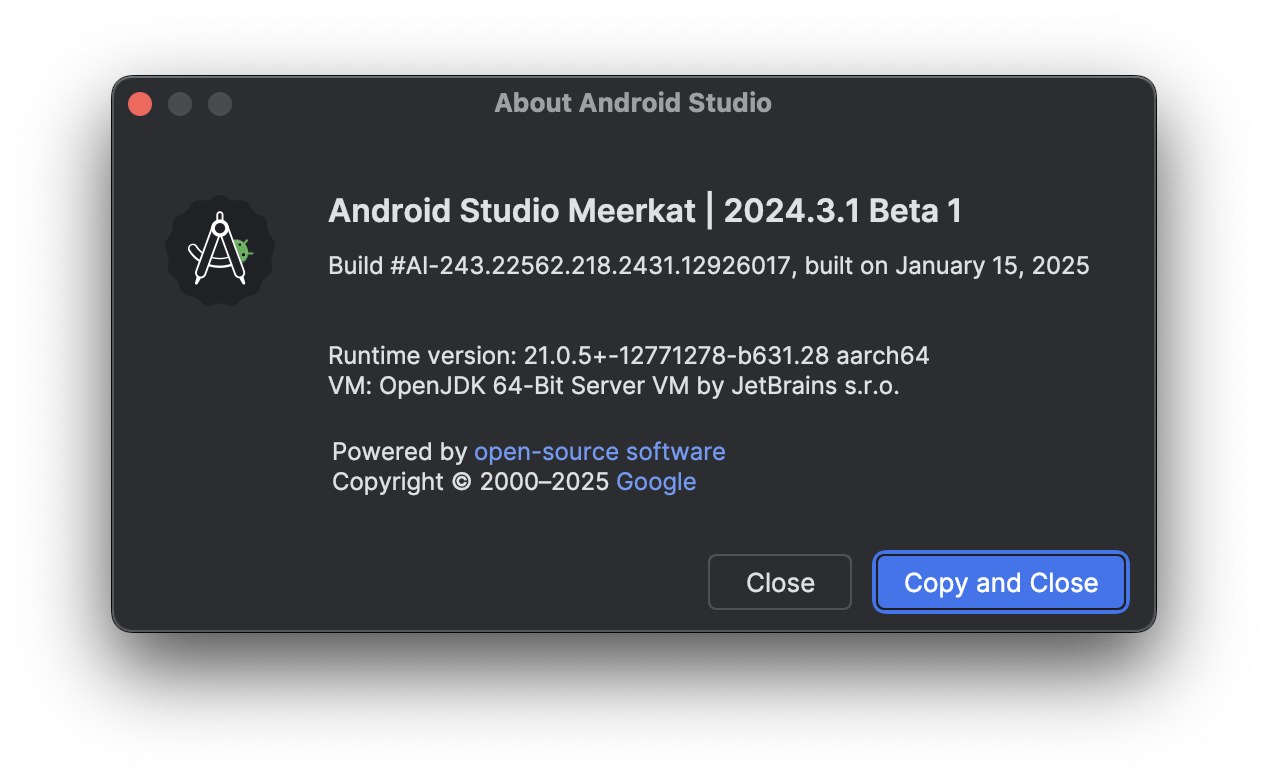 About Android Studio
Android Studio Meerkat | 2024.3.1 Beta 1
Build #AI-243.22562.218.2431.12926017, built on January 15, 2025
Runtime version: 21.0.5+-12771278-b631.28 aarch64
VM: OpenJDK 64-Bit Server VM by JetBrains s.r.o.
Powered by open-source software
Copyright © 2000–2025 Google
Close
Copy and Close